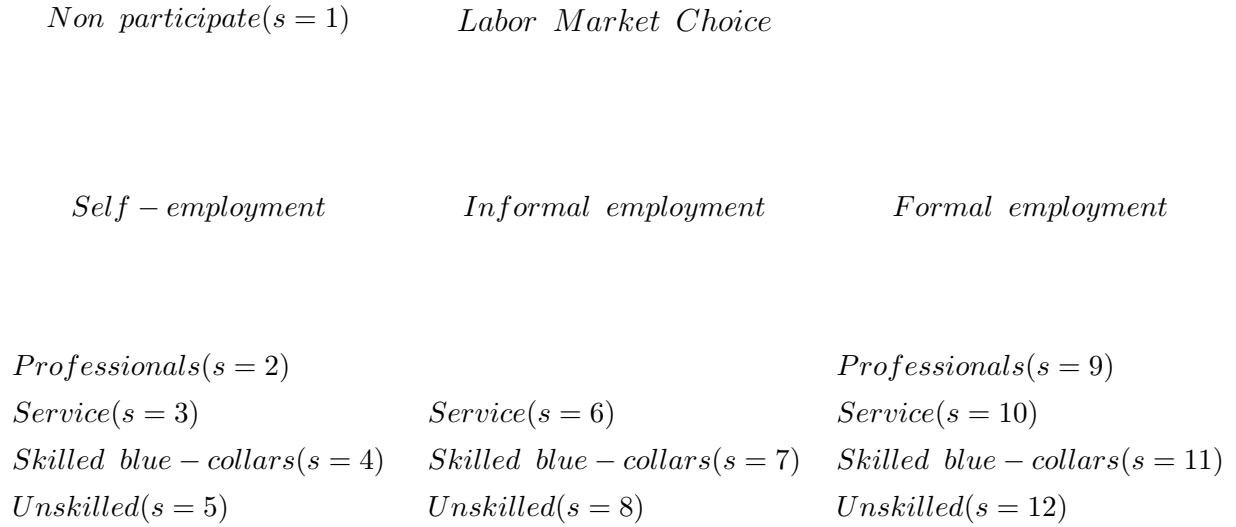 Non participate(s = 1) Labor Market Choice
Self − employment Informal employment Formal employment
Professionals(s = 2) Professionals(s = 9)
Service(s = 3) Service(s = 6) Service(s = 10)
Skilled blue − collars(s = 4) Skilled blue − collars(s = 7) Skilled blue − collars(s = 11)
Unskilled(s = 5) Unskilled(s = 8) Unskilled(s = 12)